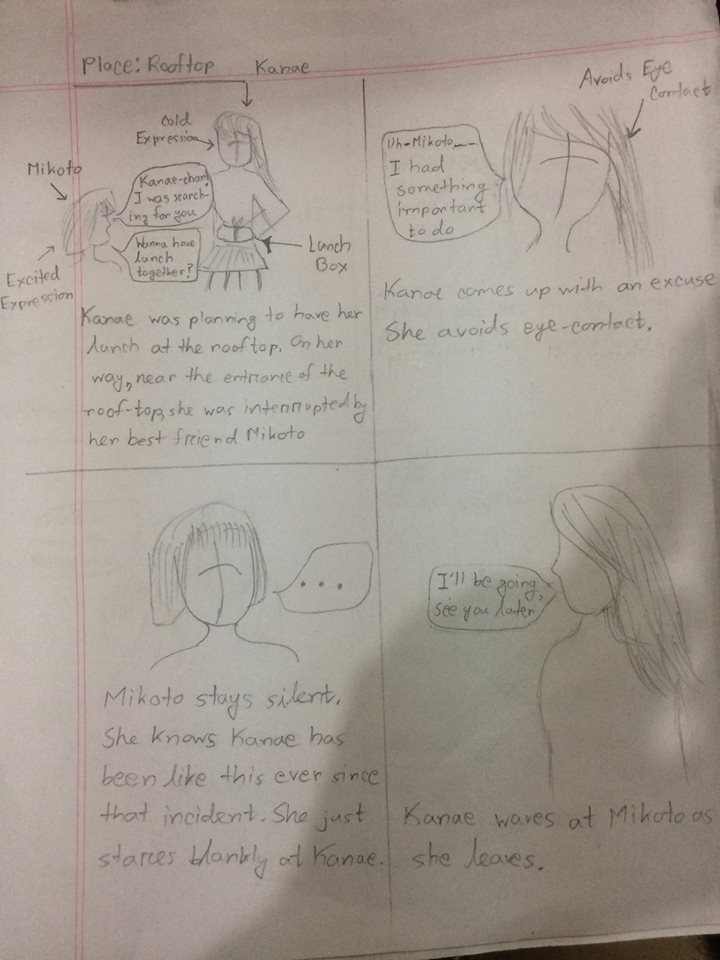 Place: Rooftop
Kanae
Cold
Expression
Mikoto
Kanae-chan!
I was search-
ing for you
Wanna have
lunch
together?
Excited
Expression
Lunch
Box
Kanae was planning to have her
lunch at the rooftop. On her
way, near the entrance of the
roof-top, she was interrupted by
her best friend Mikoto
Avoids Eye
Contact
Uh-Mikoto
I had
something
important
to do
Kanae comes up with an excuse
She avoids eye-contact.
...
Mikoto stays silent.
She knows Kanae has
been like this ever since
that incident. She just
stares blankly at Kanae.
I'll be going,
see you later
Kanae waves at Mikoto as
she leaves.